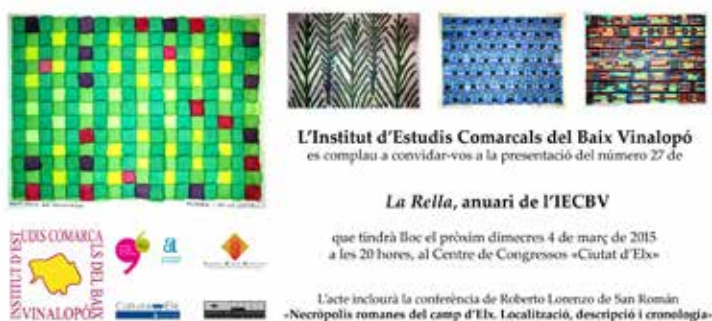 L'Institut d'Estudis Comarcals del Baix Vinalopó
es complau a convidar-vos a la presentació del número 27 de
La Rella, anuari de l'IECBV
que tindrà lloc el pròxim dimecres 4 de març de 2015
a les 20 hores, al Centre de Congressos «Ciutat d'Elx»
L'acte inclourà la conferència de Roberto Lorenzo de San Román
«Necròpolis romanes del camp d'Elx. Localització, descripció i cronologia»
INSTITUT D'ESTUDIS COMARCALS DEL BAIX VINALOPÓ